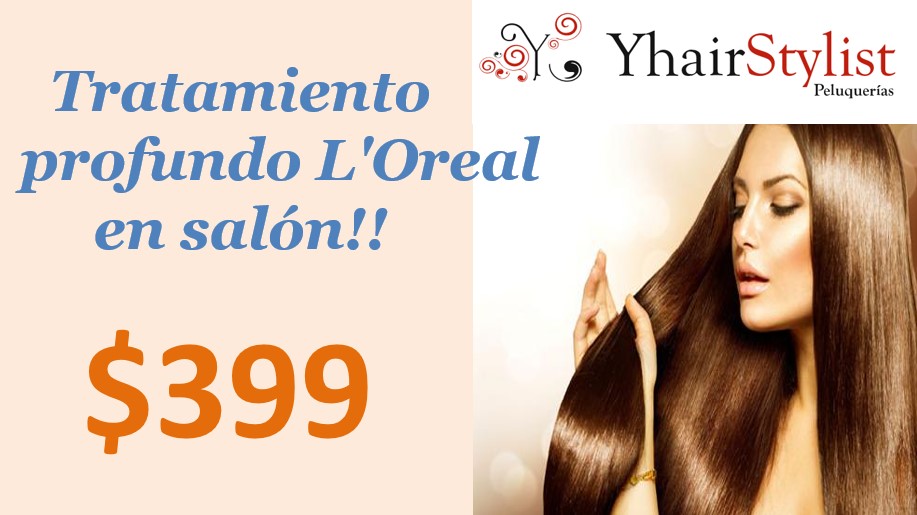 Tratamiento
profundo L'Oreal
en salón!!
$399
YhairStylist
Peluquerías